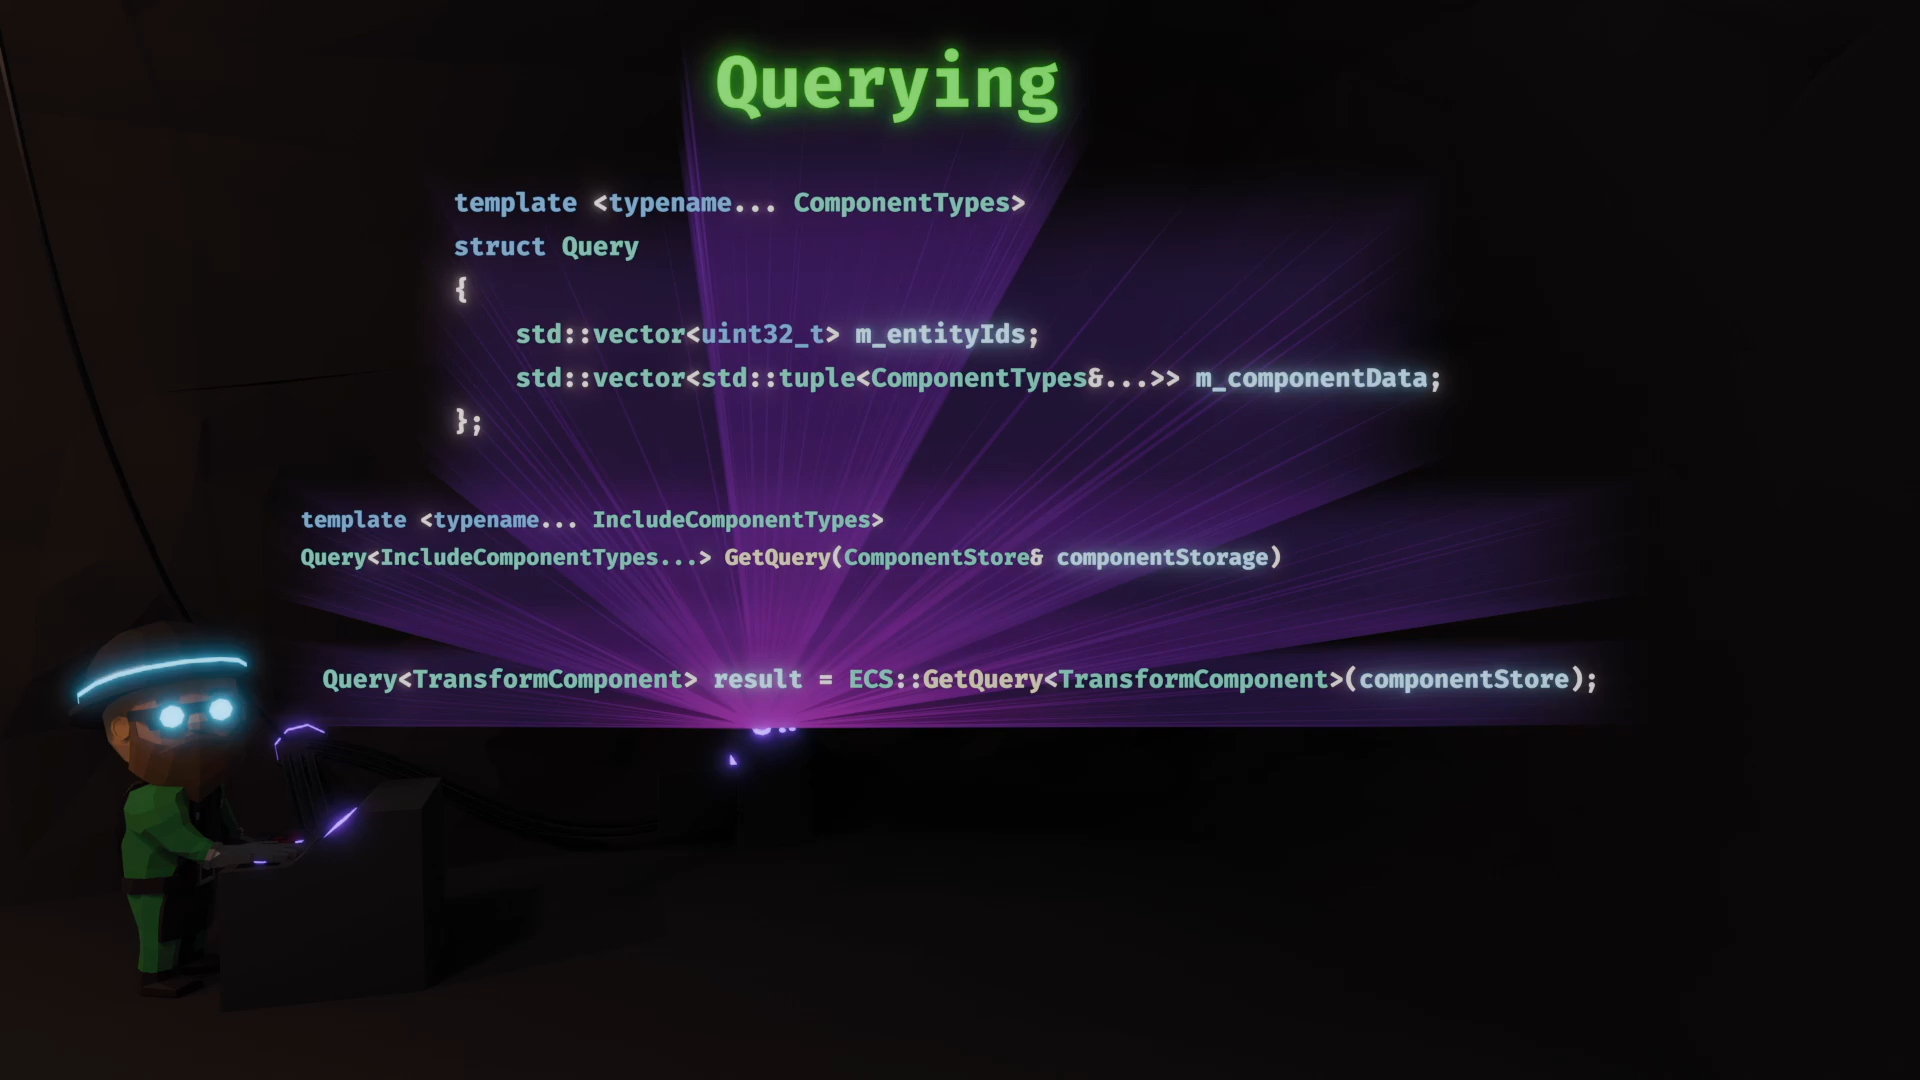 Querying
template <typename... ComponentTypes>
struct Query
{
    std::vector<uint32_t> m_entityIds;
    std::vector<std::tuple<ComponentTypes&...>> m_componentData;
};
template <typename... IncludeComponentTypes>
Query<IncludeComponentTypes...> GetQuery(ComponentStore& componentStorage)
Query<TransformComponent> result = ECS::GetQuery<TransformComponent>(componentStore);